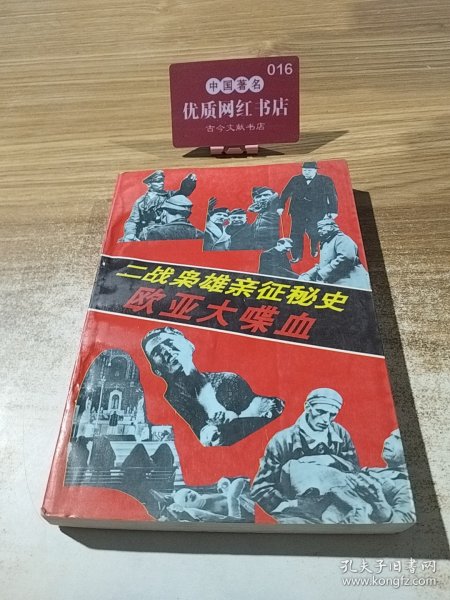 016
中国著名
优质网红书店
古今文献书店
二战枭雄亲征秘史
欧亚大喋血
孔夫子旧书网
www.kongfz.com